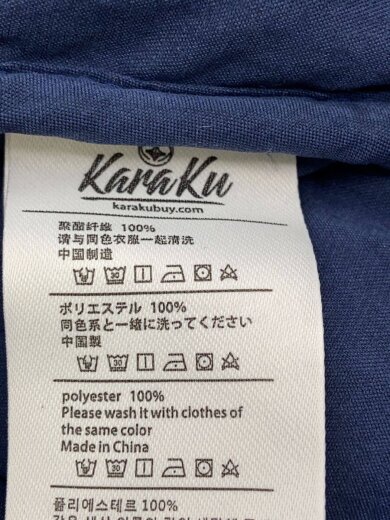 KaraKu
karakubuy.com
聚酯纤维 100%
请与同色衣服一起清洗
中国制造
30
ポリエステル 100%
同色系と一緒に洗ってください
中国製
30
polyester 100%
Please wash it with clothes of
the same color
Made in China
30
폴리에스테르 100%